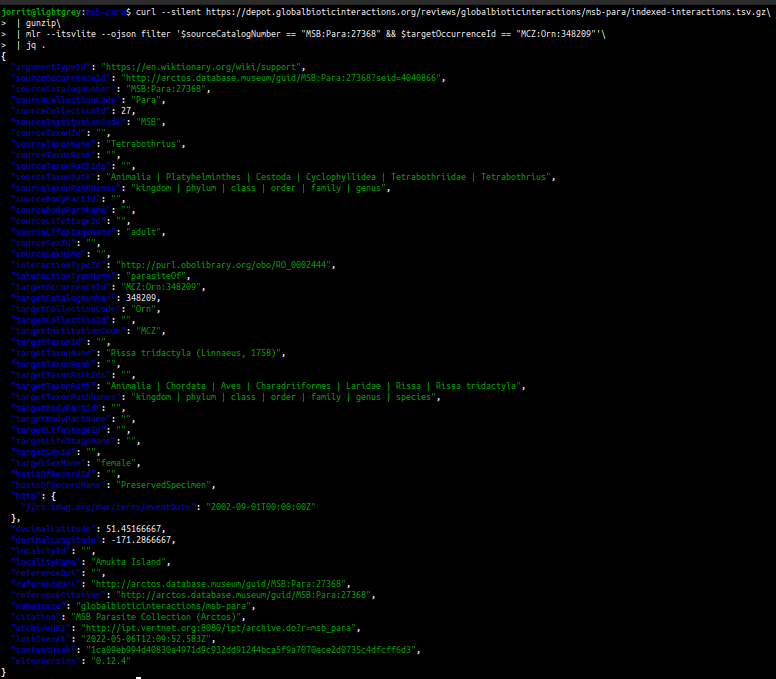 jorrit@lightgrey:msb-para$ curl --silent https://depot.globalbioticinteractions.org/reviews/globalbioticinteractions/msb-para/indexed-interactions.tsv.gz\
> | gunzip\
> | mlr --itsvlite --ojson filter '$sourceCatalogNumber == "MSB:Para:27368" && $targetOccurrenceId == "MCZ:Orn:348209"'\
> | jq .
{
"argumentTypeId": "https://en.wiktionary.org/wiki/support",
"sourceOccurrenceId": "http://arctos.database.museum/guid/MSB:Para:27368?seid=4040866",
"sourceCatalogNumber": "MSB:Para:27368",
"sourceCollectionCode": "Para",
"sourceCollectionId": 27,
"sourceInstitutionCode": "MSB",
"sourceTaxonId": "",
"sourceTaxonName": "Tetrabothrius",
"sourceTaxonRank": "",
"sourceTaxonPathIds": "",
"sourceTaxonPath": "Animalia | Platyhelminthes | Cestoda | Cyclophyllidea | Tetrabothriidae | Tetrabothrius",
"sourceTaxonPathNames": "kingdom | phylum | class | order | family | genus",
"sourceBodyPartId": "",
"sourceBodyPartName": "",
"sourceLifeStageId": "",
"sourceLifeStageName": "adult",
"sourceSexId": "",
"sourceSexName": "",
"interactionTypeId": "http://purl.obolibrary.org/obo/RO_0002444",
"interactionTypeName": "parasiteOf",
"targetOccurrenceId": "MCZ:Orn:348209",
"targetCatalogNumber": 348209,
"targetCollectionCode": "Orn",
"targetCollectionId": "",
"targetInstitutionCode": "MCZ",
"targetTaxonId": "",
"targetTaxonName": "Rissa tridactyla (Linnaeus, 1758)",
"targetTaxonRank": "",
"targetTaxonPathIds": "",
"targetTaxonPath": "Animalia | Chordata | Aves | Charadriiformes | Laridae | Rissa | Rissa tridactyla",
"targetTaxonPathNames": "kingdom | phylum | class | order | family | genus | species",
"targetBodyPartId": "",
"targetBodyPartName": "",
"targetLifeStageId": "",
"targetLifeStageName": "",
"targetSexId": "",
"targetSexName": "female",
"basisOfRecordId": "",
"basisOfRecordName": "PreservedSpecimen",
"http": {
"//rs.tdwg.org/dwc/terms/eventDate": "2002-09-01T00:00:00Z"
},
"decimalLatitude": 51.45166667,
"decimalLongitude": -171.2866667,
"localityId": "",
"localityName": "Amukta Island",
"referenceDoi": "",
"referenceUrl": "http://arctos.database.museum/guid/MSB:Para:27368",
"referenceCitation": "http://arctos.database.museum/guid/MSB:Para:27368",
"namespace": "globalbioticinteractions/msb-para",
"citation": "MSB Parasite Collection (Arctos)",
"archiveURI": "http://ipt.vertnet.org:8080/ipt/archive.do?r=msb_para",
"lastSeenAt": "2022-05-06T12:09:52.583Z",
"contentHash": "1ca09eb994d40830a4971d9c932dd91244bca5f9a7070ece2d0735c4dfcff6d3",
"eltonVersion": "0.12.4"
}